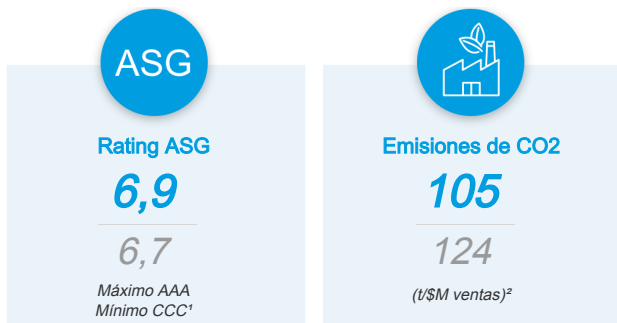 ASG
Rating ASG
6,9
6,7
Máximo AAA
Mínimo CCC¹
Emisiones de CO2
105
124
(t/$M ventas)²